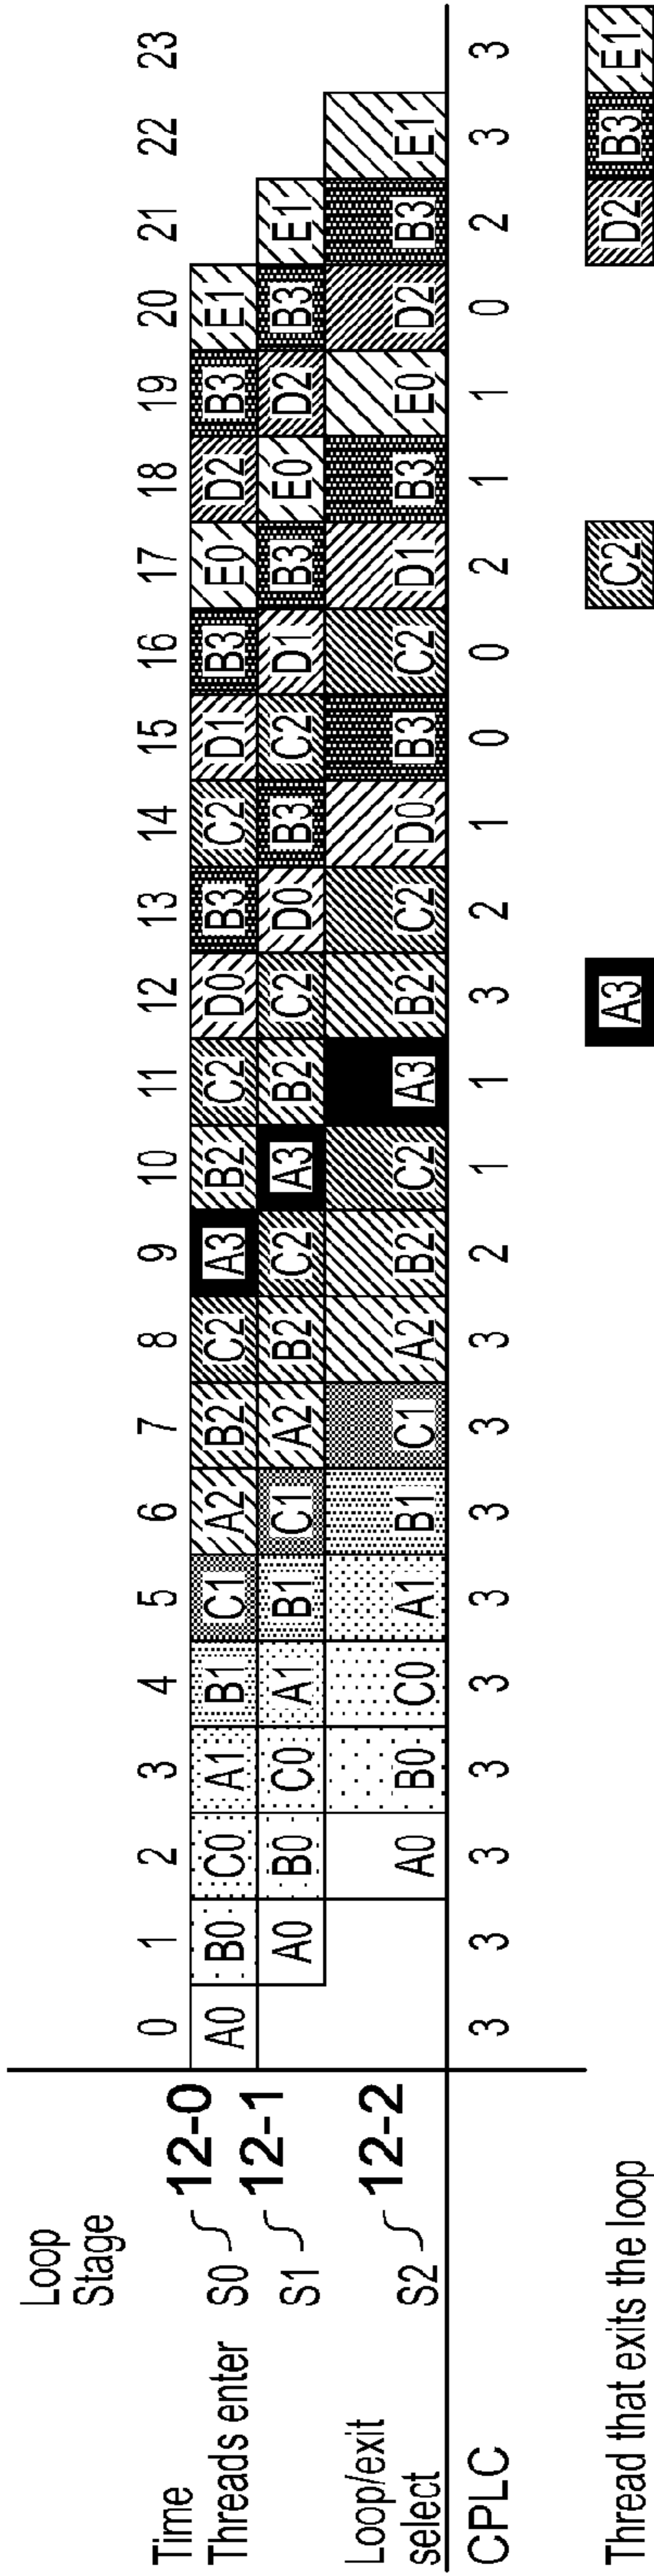 Loop
Stage
Time 0 1 2 3 4 5 6 7 8 9 10 11 12 13 14 15 16 17 18 19 20 21 22 23
Threads enter S0 12-0 A0 B0 C0 A1 B1 C1 A2 B2 C2 A3 B2 C2 D0 B3 C2 D1 B3 E0 D2 B3 E1
S1 12-1 A0 B0 C0 A1 B1 C1 A2 B2 C2 A3 B2 C2 D0 B3 C2 D1 B3 E0 D2 B3 E1
Loop/exit
select S2 12-2 A0 B0 C0 A1 B1 C1 A2 B2 C2 A3 B2 C2 D0 B3 C2 D1 B3 E0 D2 B3 E1
CPLC 3 3 3 3 3 3 3 3 3 2 1 1 3 2 1 0 0 2 1 1 0 2 3 3
Thread that exits the loop A3 C2 D2 B3 E1